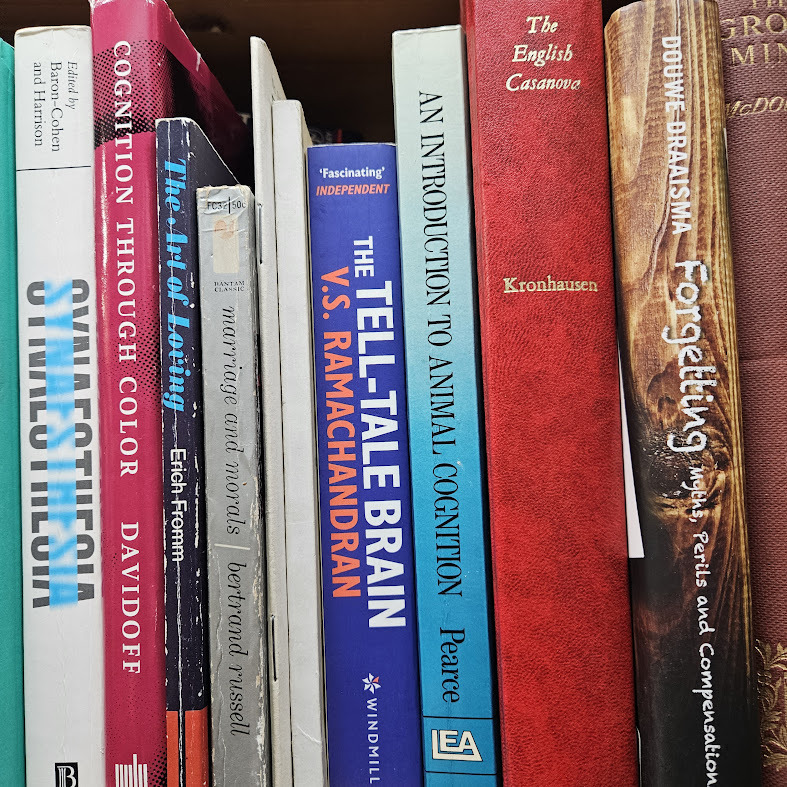 Edited by
Baron-Cohen
and Harrison
SYNAESTHESIA
B
COGNITION THROUGH COLOR DAVIDOFF
The Art of Loving Erich Fromm
FC32 50¢
BANTAM
CLASSIC
marriage and morals | bertrand russell
'Fascinating'
INDEPENDENT
THE TELL-TALE BRAIN
V.S. RAMACHANDRAN
WINDMILL
AN INTRODUCTION TO ANIMAL COGNITION Pearce
LEA
The
English
Casanova
Kronhausen
DOUWE DRAAISMA Forgetting Myths, Perils and Compensation